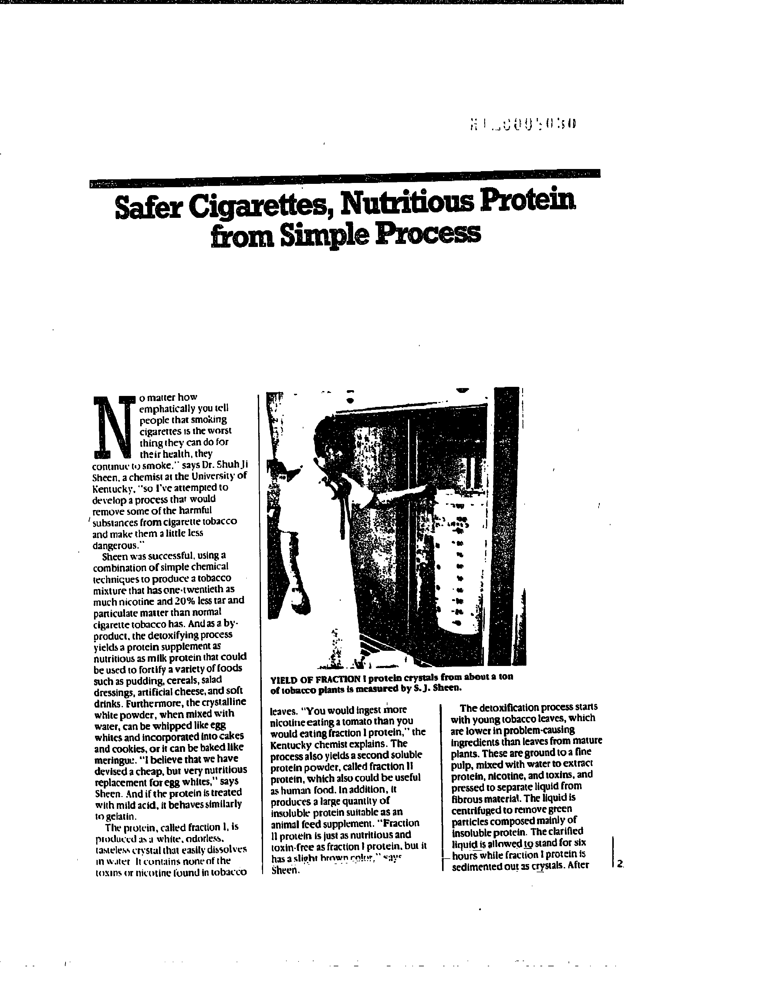 Safer Cigarettes, Nutritious Protein
from Simple Process
No matter how
emphatically you tell
people that smoking
cigarettes is the worst
thing they can do for
their health, they
continue to smoke," says Dr. Shuh Ji
Sheen, a chemist at the University of
Kentucky, "so I've attempted to
develop a process that would
remove some of the harmful
substances from cigarette tobacco
and make them a little less
dangerous."
Sheen was successful, using a
combination of simple chemical
techniques to produce a tobacco
mixture that has one-twentieth as
much nicotine and 20% less tar and
particulate matter than normal
cigarette tobacco has. And as a by-
product, the detoxifying process
yields a protein supplement as
nutritious as milk protein that could
be used to fortify a variety of foods
such as pudding, cereals, salad
dressings, artificial cheese, and soft
drinks. Furthermore, the crystalline
white powder, when mixed with
water, can be whipped like egg
whites and incorporated into cakes
and cookies, or it can be baked like
meringue. "I believe that we have
devised a cheap, but very nutritious
replacement for egg whites," says
Sheen. And if the protein is treated
with mild acid, it behaves similarly
to gelatin.
The protein, called fraction I, is
produced as a white, odorless,
tasteless crystal that easily dissolves
in water. It contains none of the
toxins or nicotine found in tobacco
YIELD OF FRACTION I protein crystals from about a ton
of tobacco plants is measured by S. J. Sheen.
leaves. "You would ingest more
nicotine eating a tomato than you
would eating fraction I protein," the
Kentucky chemist explains. The
process also yields a second soluble
protein powder, called fraction II
protein, which also could be useful
as human food. In addition, it
produces a large quantity of
insoluble protein suitable as an
animal feed supplement. "Fraction
II protein is just as nutritious and
toxin-free as fraction I protein, but it
has a slight brown color," says
Sheen.
The detoxification process starts
with young tobacco leaves, which
are lower in problem-causing
ingredients than leaves from mature
plants. These are ground to a fine
pulp, mixed with water to extract
protein, nicotine, and toxins, and
pressed to separate liquid from
fibrous material. The liquid is
centrifuged to remove green
particles composed mainly of
insoluble protein. The clarified
liquid is allowed to stand for six
hours while fraction I protein is
sedimented out as crystals. After
2